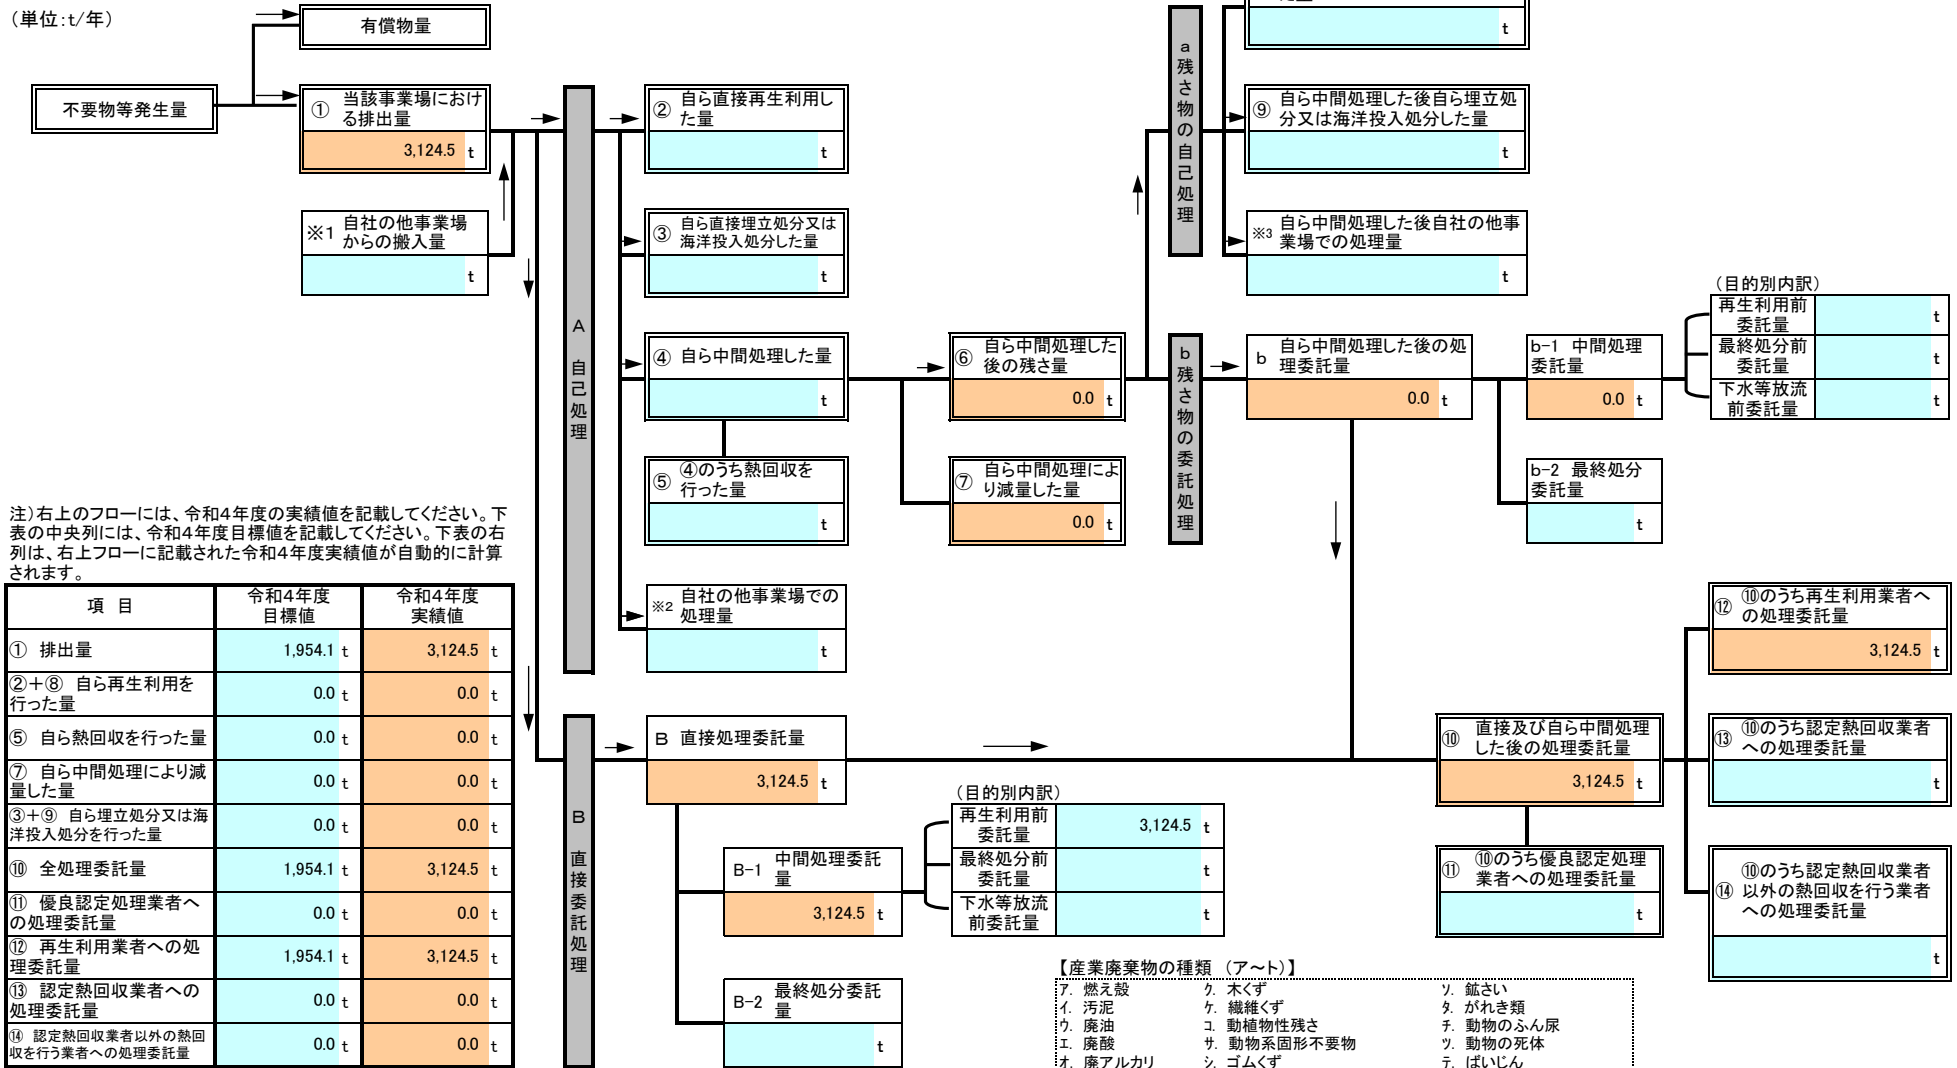 (単位:t/年)
有償物量
不要物等発生量
① 当該事業場におけ
る排出量
3,124.5 t
※1 自社の他事業場
からの搬入量
t
A 自己処理
② 自ら直接再生利用し
た量
t
③ 自ら直接埋立処分又は
海洋投入処分した量
t
④ 自ら中間処理した量
t
⑤ ④のうち熱回収を
行った量
t
※2 自社の他事業場での
処理量
t
⑥ 自ら中間処理した
後の残さ量
0.0 t
⑦ 自ら中間処理によ
り減量した量
0.0 t
a残さ物の自己処理
t
⑨ 自ら中間処理した後自ら埋立処
分又は海洋投入処分した量
t
※3 自ら中間処理した後自社の他事
業場での処理量
t
b残さ物の委託処理
b 自ら中間処理した後の処
理委託量
0.0 t
b-1 中間処理
委託量
0.0 t
b-2 最終処分
委託量
t
(目的別内訳)
再生利用前
委託量
t
最終処分前
委託量
t
下水等放流
前委託量
t
注)右上のフローには、令和4年度の実績値を記載してください。下
表の中央列には、令和4年度目標値を記載してください。下表の右
列は、右上フローに記載された令和4年度実績値が自動的に計算
されます。
項 目 令和4年度 目標値 令和4年度 実績値
① 排出量 1,954.1 t 3,124.5 t
②+⑧ 自ら再生利用を
行った量 0.0 t 0.0 t
⑤ 自ら熱回収を行った量 0.0 t 0.0 t
⑦ 自ら中間処理により減
量した量 0.0 t 0.0 t
③+⑨ 自ら埋立処分又は海
洋投入処分を行った量 0.0 t 0.0 t
⑩ 全処理委託量 1,954.1 t 3,124.5 t
⑪ 優良認定処理業者へ
の処理委託量 0.0 t 0.0 t
⑫ 再生利用業者への処
理委託量 1,954.1 t 3,124.5 t
⑬ 認定熱回収業者への
処理委託量 0.0 t 0.0 t
⑭ 認定熱回収業者以外の熱回
収を行う業者への処理委託量 0.0 t 0.0 t
B 直接委託処理
B 直接処理委託量
3,124.5 t
B-1 中間処理委託
量
3,124.5 t
B-2 最終処分委託
量
t
(目的別内訳)
再生利用前
委託量
3,124.5 t
最終処分前
委託量
t
下水等放流
前委託量
t
⑩ 直接及び自ら中間処理
した後の処理委託量
3,124.5 t
⑪ ⑩のうち優良認定処理
業者への処理委託量
t
⑫ ⑩のうち再生利用業者へ
の処理委託量
3,124.5 t
⑬ ⑩のうち認定熱回収業者
への処理委託量
t
⑭ ⑩のうち認定熱回収業者
以外の熱回収を行う業者
への処理委託量
t
【産業廃棄物の種類 (ア~ト)】
ア. 燃え殻 ク. 木くず ソ. 鉱さい
イ. 汚泥 ケ. 繊維くず タ. がれき類
ウ. 廃油 コ. 動植物性残さ チ. 動物のふん尿
エ. 廃酸 サ. 動物系固形不要物 ツ. 動物の死体
オ. 廃アルカリ シ. ゴムくず テ. ばいじん